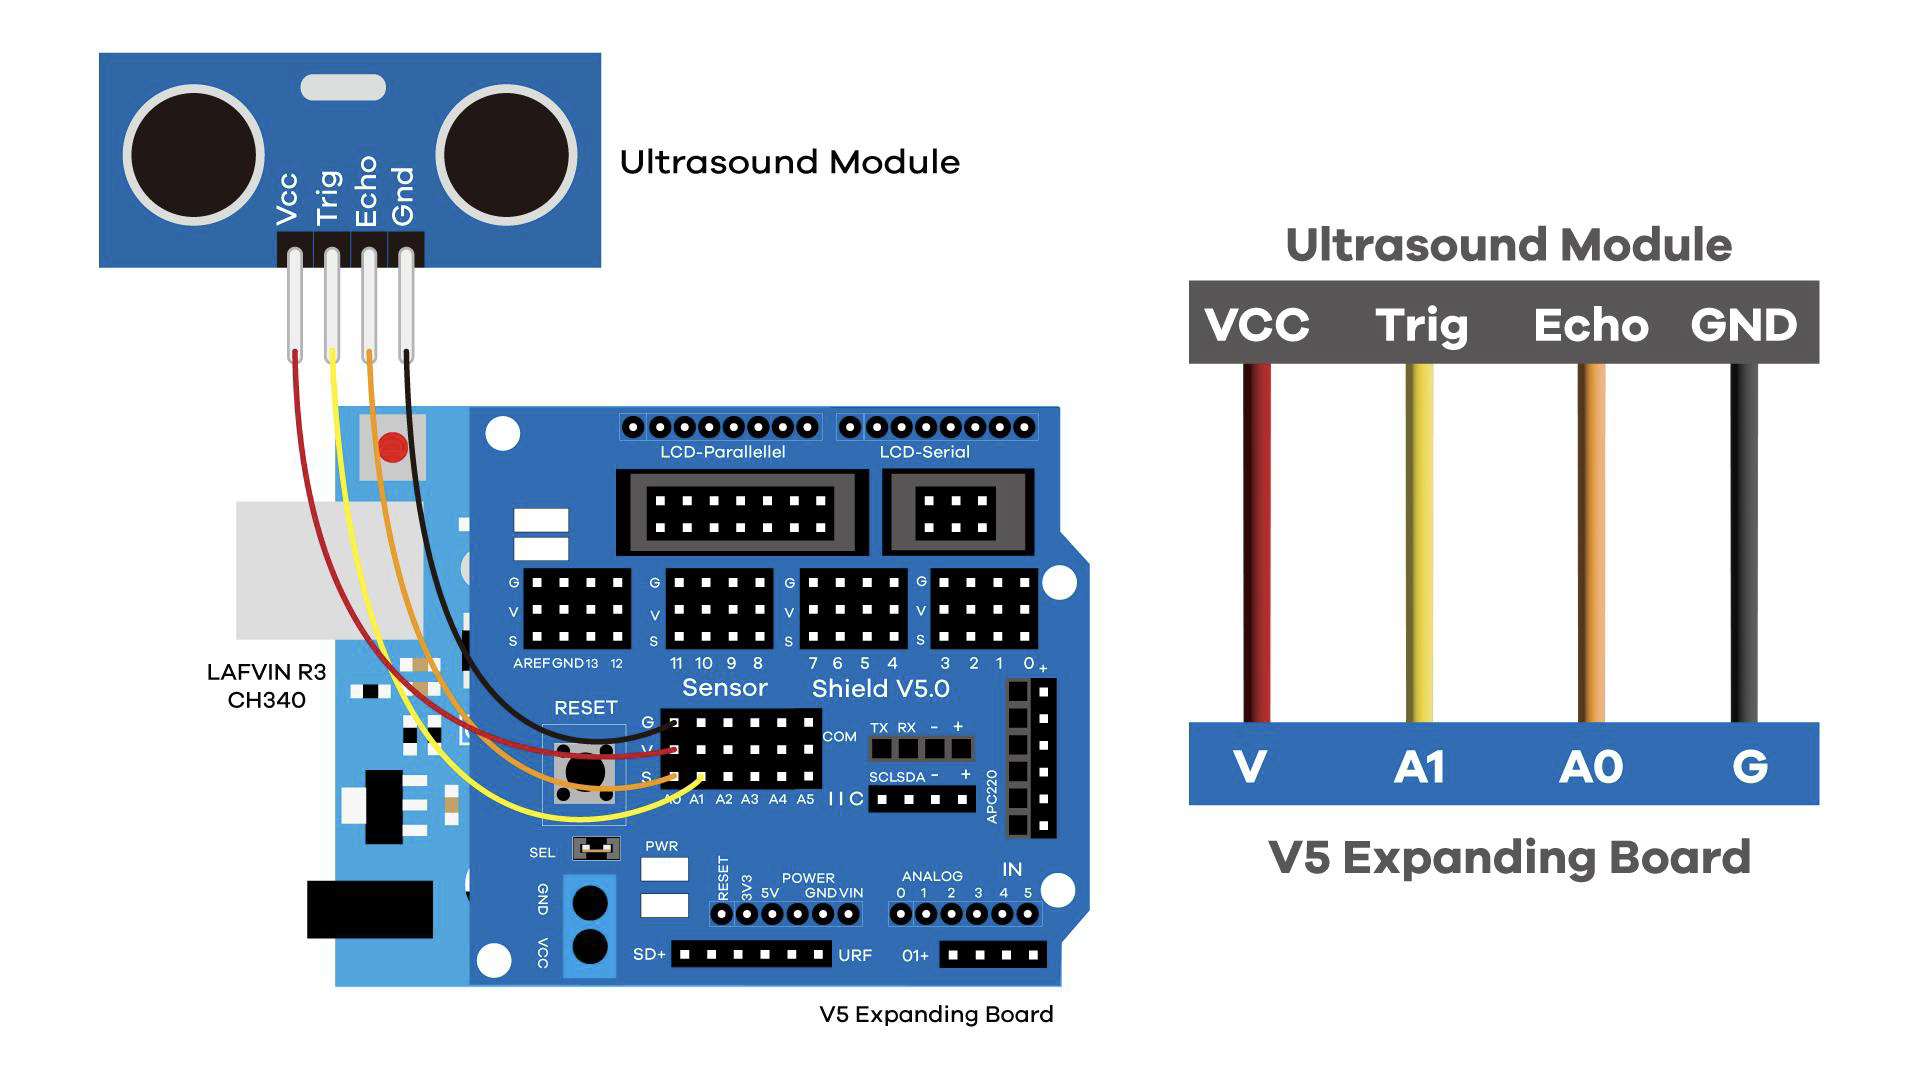 Vcc
Trig
Echo
Gnd
Ultrasound Module
LAFVIN R3
CH340
LCD-Parallellel
LCD-Serial
G
V
S
G
V
S
G
V
S
G
V
S
AREF GND 13 12
11 10 9 8
7 6 5 4
3 2 1 0 +
Sensor Shield V5.0
RESET
G
V
S
A0 A1 A2 A3 A4 A5
COM
TX RX - +
SCL SDA - +
IIC
APC220
SEL
PWR
GND
VCC
RESET
3V3
5V
POWER
GND VIN
ANALOG
IN
0 1 2 3 4 5
SD+
URF
01+
V5 Expanding Board
Ultrasound Module
VCC Trig Echo GND
V A1 A0 G
V5 Expanding Board